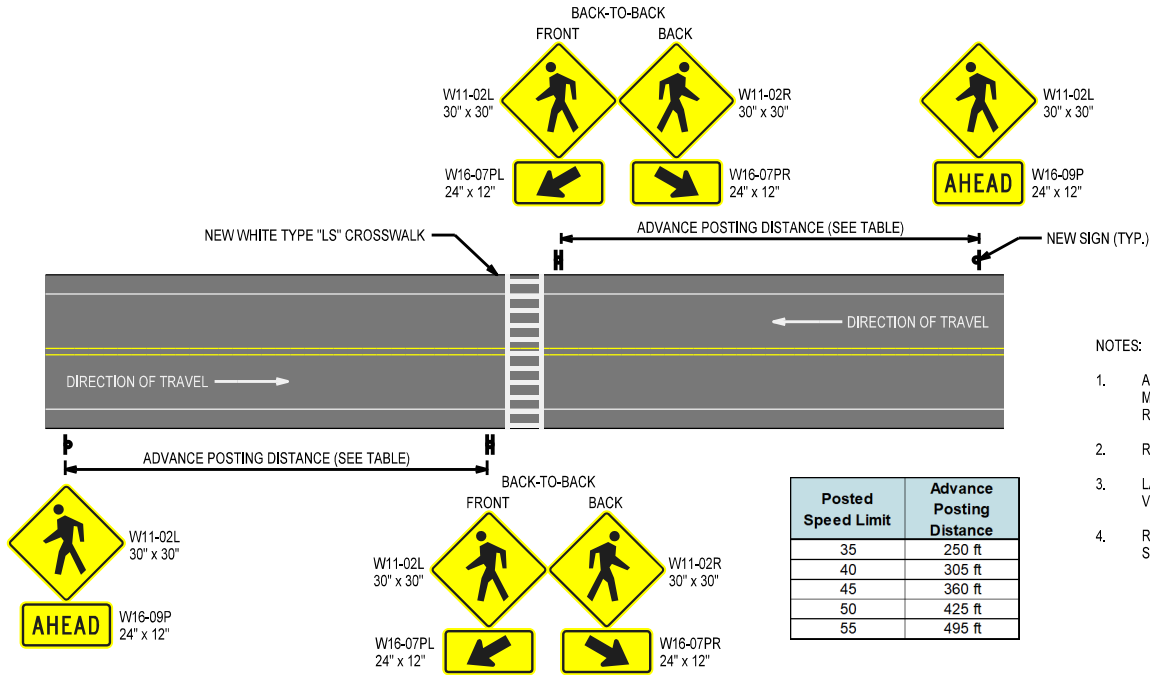 BACK-TO-BACK
FRONT BACK
W11-02L
30" x 30"
W11-02R
30" x 30"
W11-02L
30" x 30"
W16-07PL
24" x 12"
W16-07PR
24" x 12"
AHEAD
W16-09P
24" x 12"
NEW WHITE TYPE "LS" CROSSWALK
ADVANCE POSTING DISTANCE (SEE TABLE)
NEW SIGN (TYP.)
DIRECTION OF TRAVEL
DIRECTION OF TRAVEL
ADVANCE POSTING DISTANCE (SEE TABLE)
BACK-TO-BACK
FRONT BACK
W11-02L
30" x 30"
W11-02L
30" x 30"
W11-02R
30" x 30"
AHEAD
W16-09P
24" x 12"
W16-07PL
24" x 12"
W16-07PR
24" x 12"
Posted Speed Limit Advance Posting Distance
35 250 ft
40 305 ft
45 360 ft
50 425 ft
55 495 ft
NOTES:
1.
2.
3.
4.